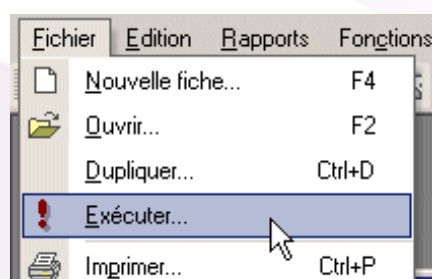 Fichier Edition Rapports Fonctions
Nouvelle fiche... F4
Ouvrir... F2
Dupliquer... Ctrl+D
Exécuter...
Imprimer... Ctrl+P